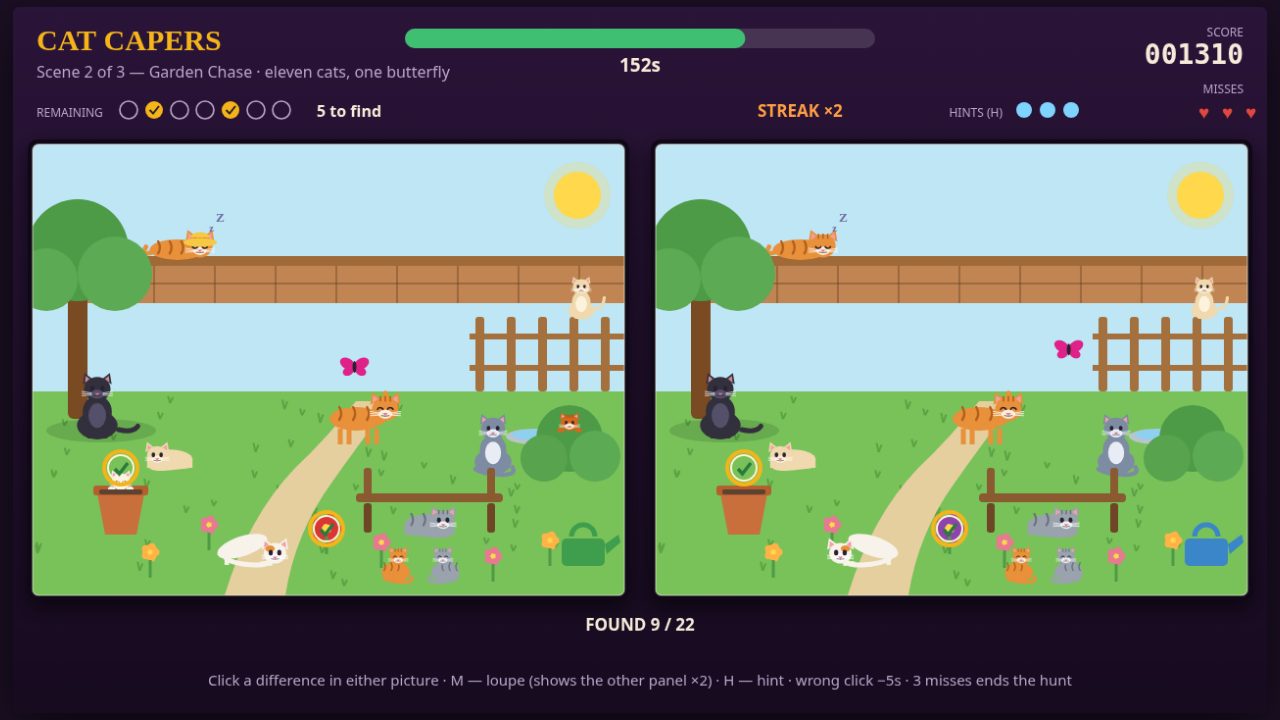 CAT CAPERS
Scene 2 of 3 — Garden Chase · eleven cats, one butterfly
152s
SCORE
001310
MISSES
REMAINING
5 to find
STREAK ×2
HINTS (H)
z
z
z
z
FOUND 9 / 22
Click a difference in either picture · M — loupe (shows the other panel ×2) · H — hint · wrong click −5s · 3 misses ends the hunt